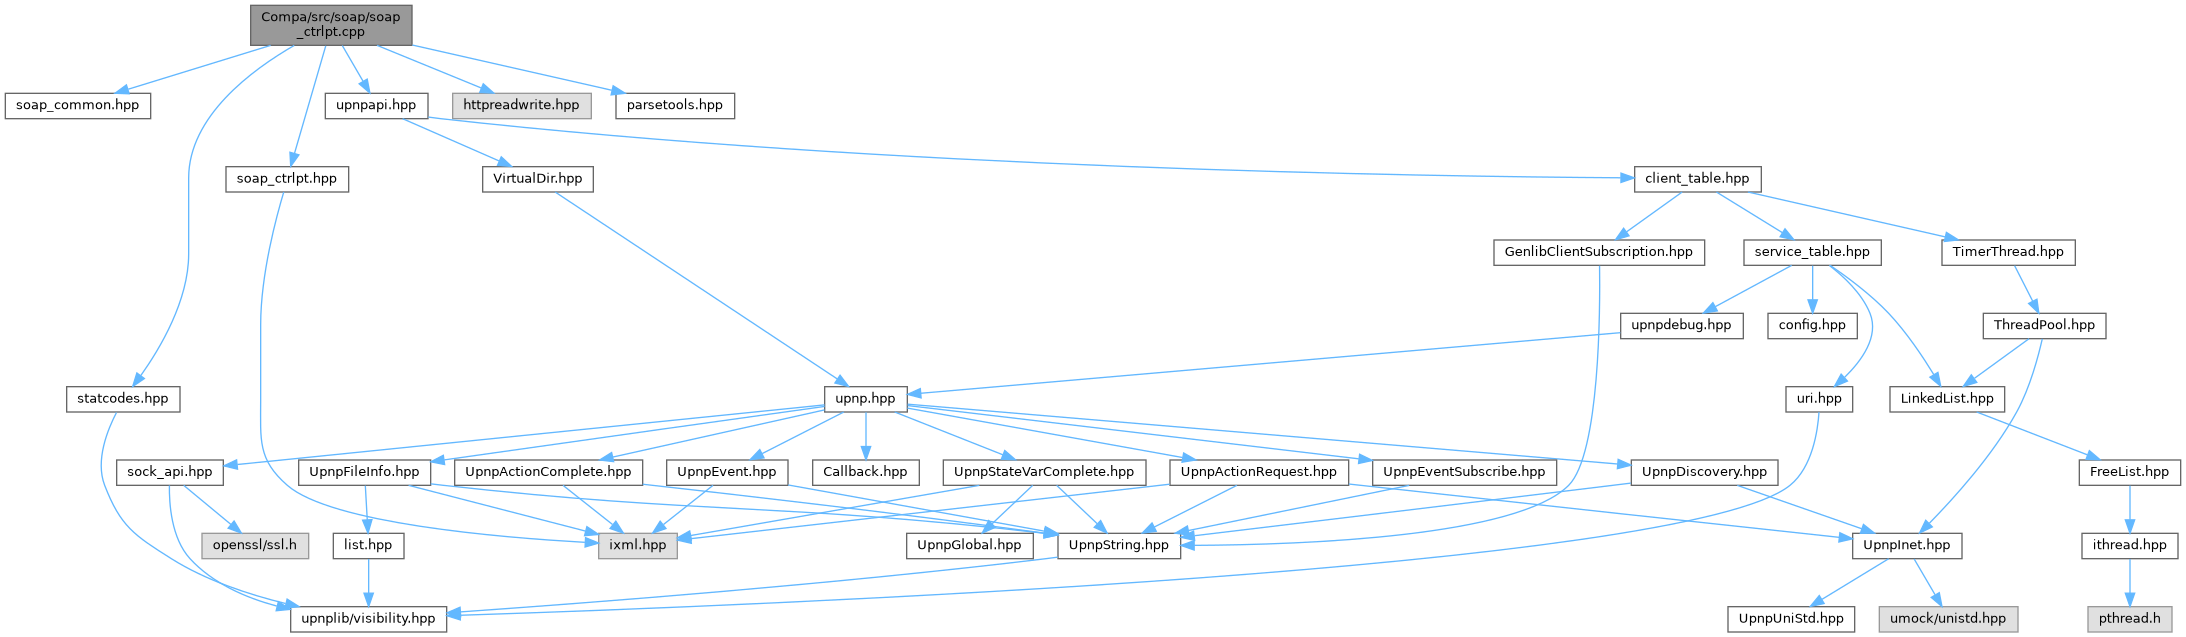 Compa/src/soap/soap
_ctrlpt.cpp
soap_common.hpp
upnpapi.hpp
httpreadwrite.hpp
parsetools.hpp
soap_ctrlpt.hpp
VirtualDir.hpp
client_table.hpp
GenlibClientSubscription.hpp
service_table.hpp
TimerThread.hpp
upnpdebug.hpp
config.hpp
ThreadPool.hpp
statcodes.hpp
upnp.hpp
uri.hpp
LinkedList.hpp
sock_api.hpp
UpnpFileInfo.hpp
UpnpActionComplete.hpp
UpnpEvent.hpp
Callback.hpp
UpnpStateVarComplete.hpp
UpnpActionRequest.hpp
UpnpEventSubscribe.hpp
UpnpDiscovery.hpp
FreeList.hpp
openssl/ssl.h
list.hpp
ixml.hpp
UpnpGlobal.hpp
UpnpString.hpp
UpnpInet.hpp
ithread.hpp
upnplib/visibility.hpp
UpnpUniStd.hpp
umock/unistd.hpp
pthread.h